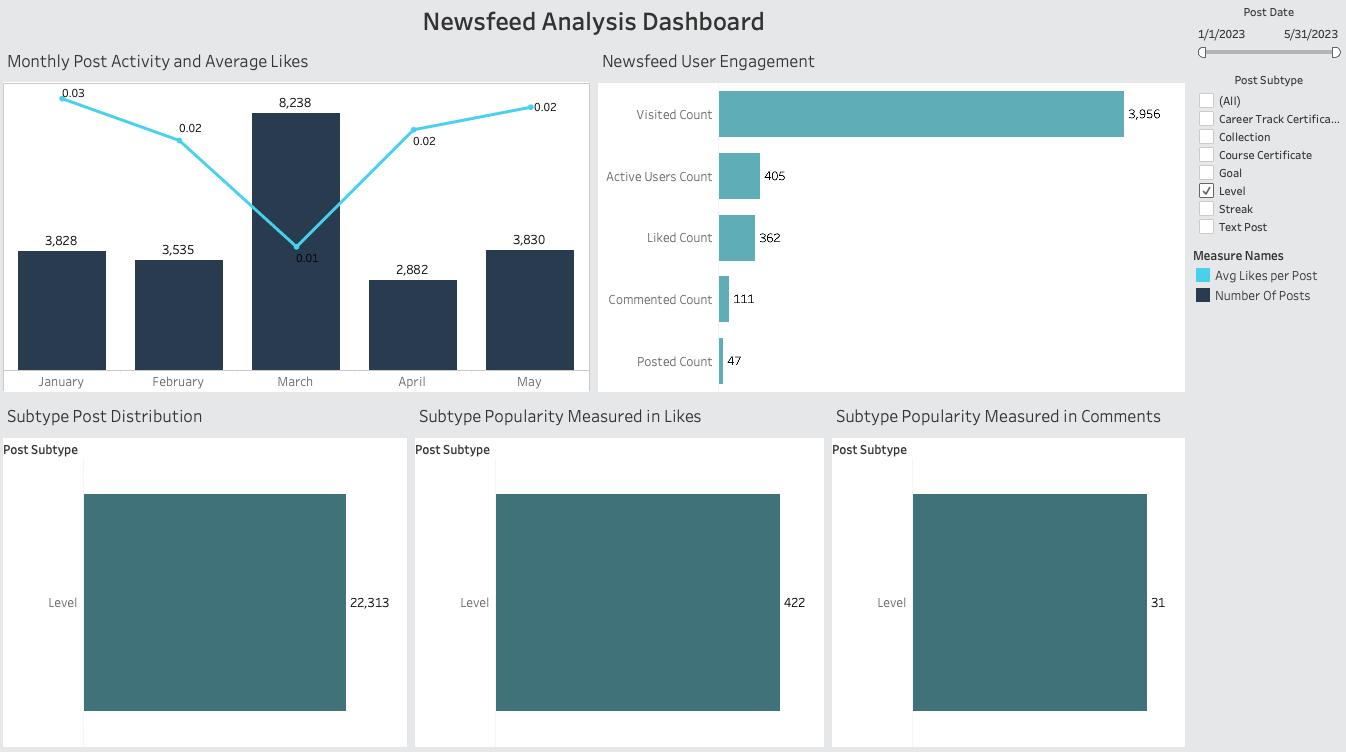 Newsfeed Analysis Dashboard
Monthly Post Activity and Average Likes
0.03
0.02
8,238
0.02
0.02
3,828
3,535
0.01
2,882
3,830
January
February
March
April
May
Newsfeed User Engagement
Visited Count
3,956
Active Users Count
405
Liked Count
362
Commented Count
111
Posted Count
47
Subtype Post Distribution
Post Subtype
Level
22,313
Subtype Popularity Measured in Likes
Post Subtype
Level
422
Subtype Popularity Measured in Comments
Post Subtype
Level
31
Post Date
1/1/2023
5/31/2023
Post Subtype
(All)
Career Track Certifica...
Collection
Course Certificate
Goal
Level
Streak
Text Post
Measure Names
Avg Likes per Post
Number Of Posts